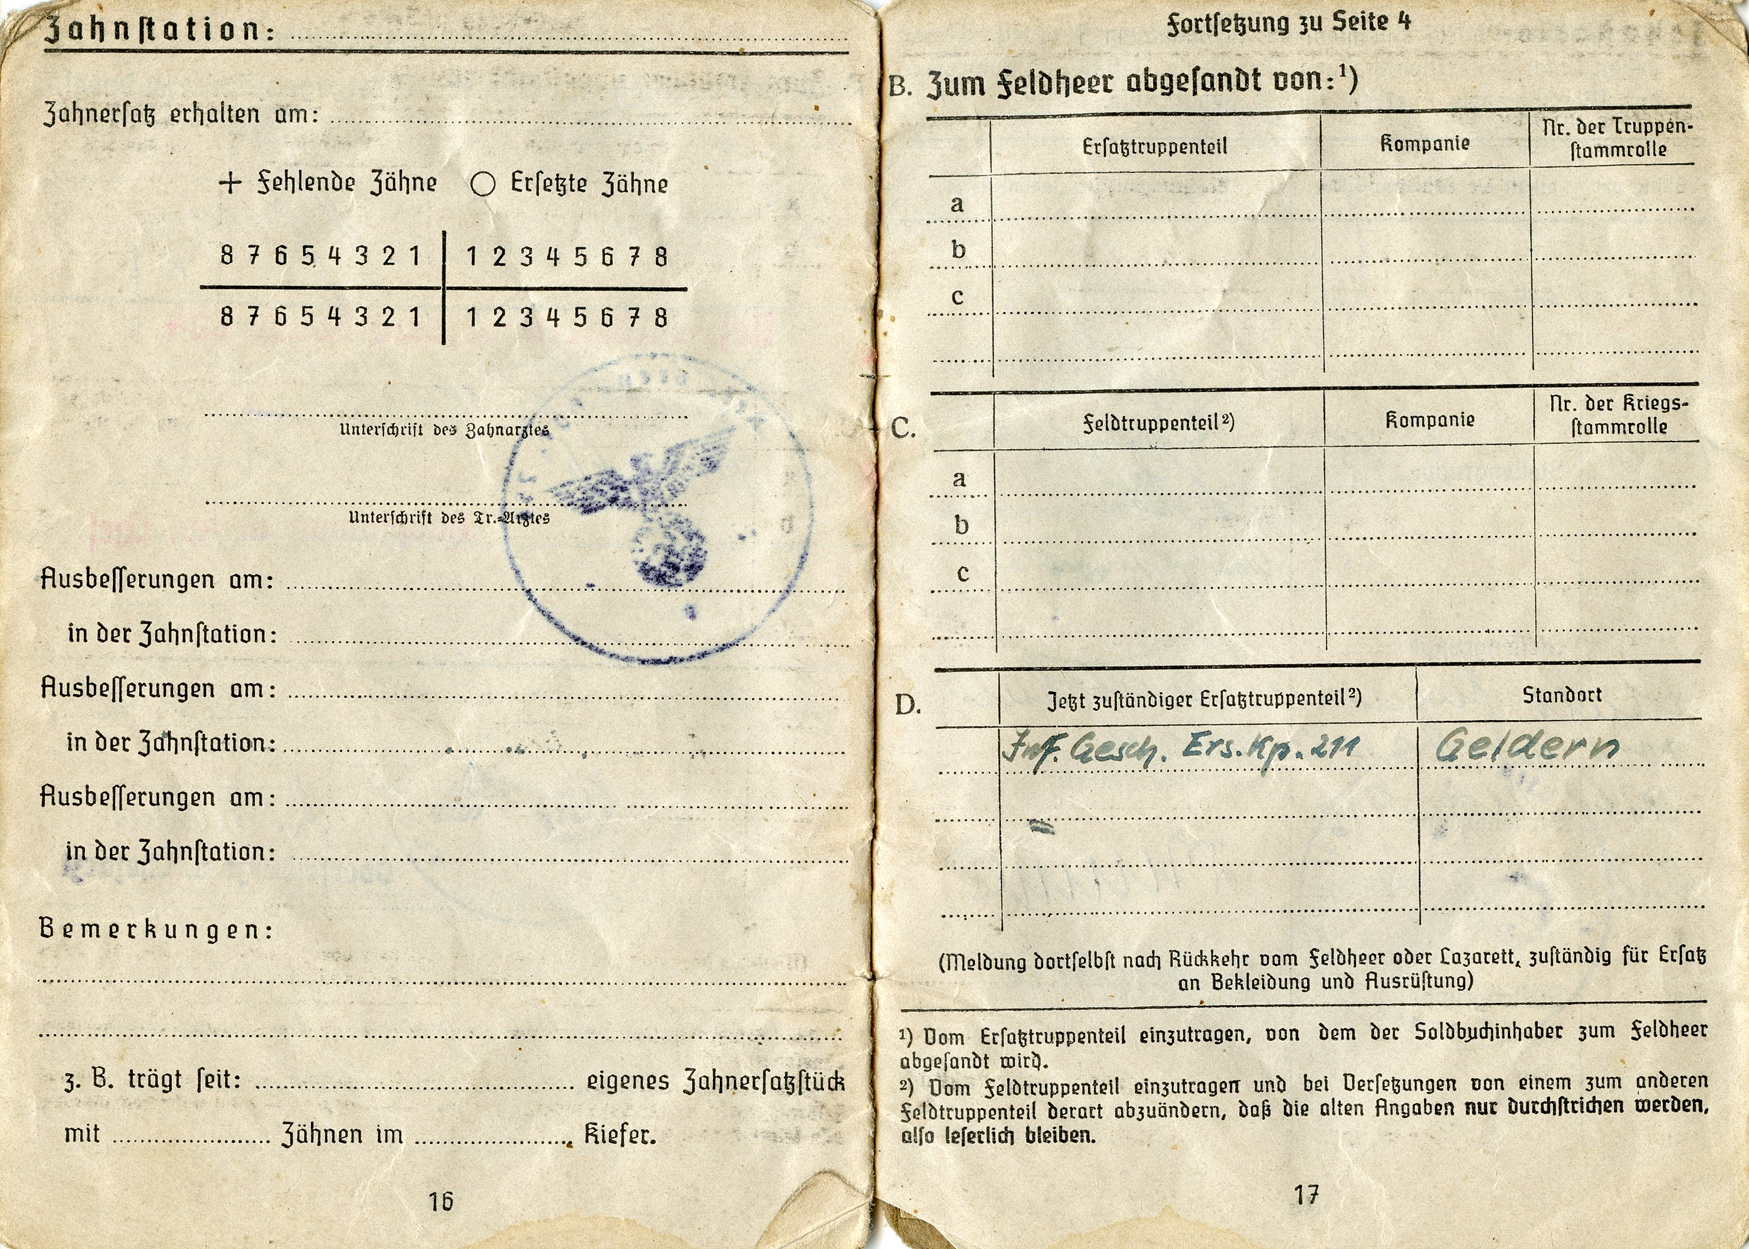 Zahnſtation:
Zahnerſatz erhalten am:
+ Fehlende Zähne ○ Erſetzte Zähne
8 7 6 5 4 3 2 1 1 2 3 4 5 6 7 8
8 7 6 5 4 3 2 1 1 2 3 4 5 6 7 8
Unterſchrift des Zahnarztes
Unterſchrift des Tr.-Arztes
Ausbeſſerungen am:
in der Zahnſtation:
Ausbeſſerungen am:
in der Zahnſtation:
Ausbeſſerungen am:
in der Zahnſtation:
Bemerkungen:
z. B. trägt ſeit: eigenes Zahnerſatzſtück
mit Zähnen im Kiefer.
16
Fortſetzung zu Seite 4
B. Zum Feldheer abgeſandt von:¹)
Erſatztruppenteil Kompanie Nr. der Truppen-
ſtammrolle
a
b
c
C. Feldtruppenteil²) Kompanie Nr. der Kriegs-
ſtammrolle
a
b
c
D. Jetzt zuſtändiger Erſatztruppenteil²) Standort
Inf. Gesch. Ers. Kp. 211 Geldern
(Meldung dortſelbſt nach Rückkehr vom Feldheer oder Lazarett, zuſtändig für Erſatz
an Bekleidung und Ausrüſtung)
¹) Vom Erſatztruppenteil einzutragen, von dem der Soldbuchinhaber zum Feldheer
abgeſandt wird.
²) Vom Feldtruppenteil einzutragen und bei Verſetzungen von einem zum anderen
Feldtruppenteil derart abzuändern, daß die alten Angaben nur durchſtrichen werden,
alſo leſerlich bleiben.
17